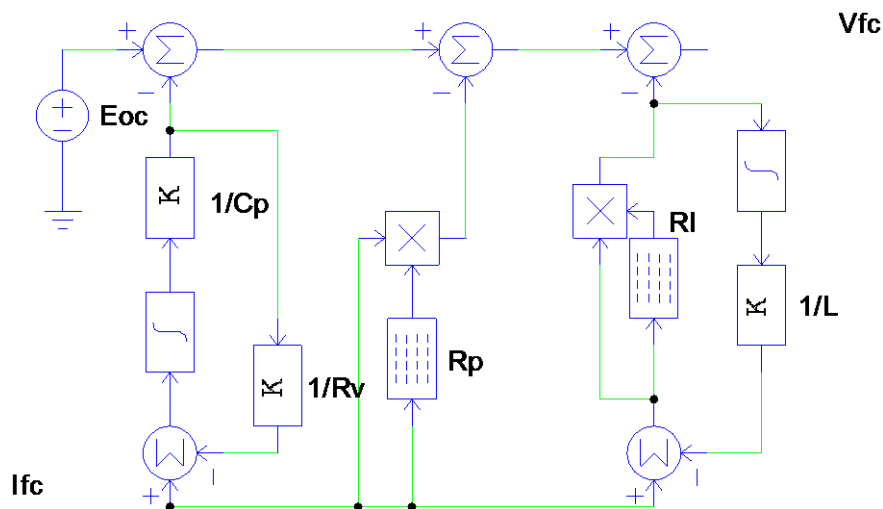 Vfc
+ Σ + Σ + Σ
− − −
Eoc
K
1/Cp
× × Rl
∫
∫
K
1/L
K
1/Rv
Rp
Σ − Σ −
Ifc
+ +